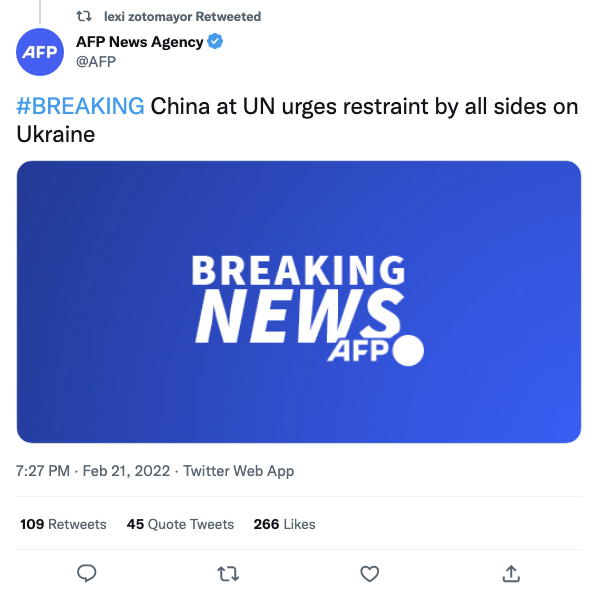 lexi zotomayor Retweeted
AFP
AFP News Agency
@AFP
#BREAKING China at UN urges restraint by all sides on
Ukraine
BREAKING
NEWS
AFP
7:27 PM · Feb 21, 2022 · Twitter Web App
109 Retweets 45 Quote Tweets 266 Likes